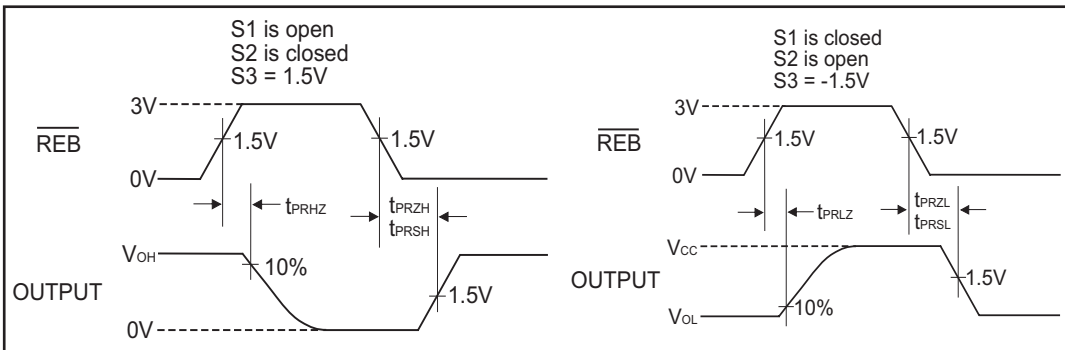 S1 is open
S2 is closed
S3 = 1.5V
3V
REB
1.5V
1.5V
0V
tPRHZ
tPRZH
tPRSH
VOH
10%
OUTPUT
1.5V
0V
S1 is closed
S2 is open
S3 = -1.5V
3V
REB
1.5V
1.5V
0V
tPRLZ
tPRZL
tPRSL
VCC
OUTPUT
1.5V
10%
VOL